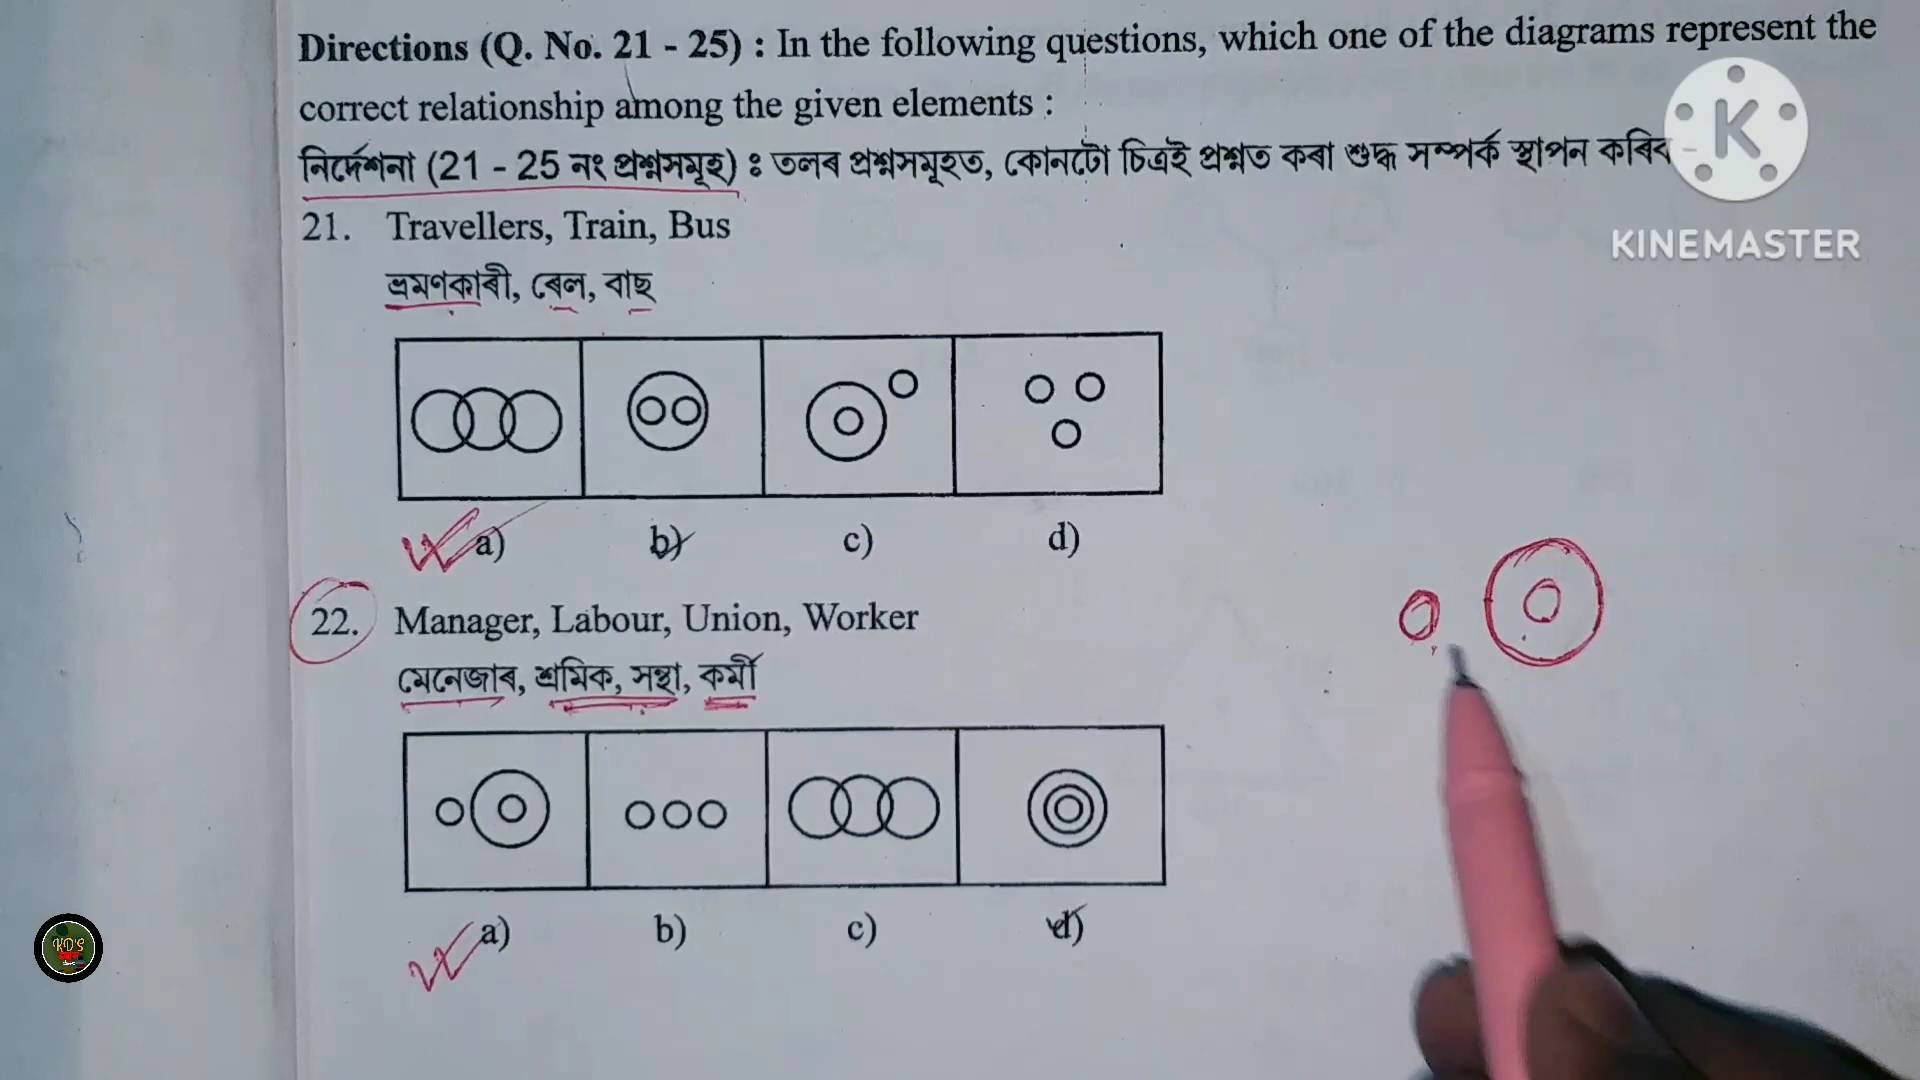 Directions (Q. No. 21 - 25) : In the following questions, which one of the diagrams represent the
correct relationship among the given elements :
নিৰ্দেশনা (21 - 25 নং প্ৰশ্নসমূহ) ঃ তলৰ প্ৰশ্নসমূহত, কোনটো চিত্ৰই প্ৰশ্নত কৰা শুদ্ধ সম্পৰ্ক স্থাপন কৰিব -
K
KINEMASTER
21. Travellers, Train, Bus
ভ্ৰমণকাৰী, ৰেল, বাছ
a) b) c) d)
22. Manager, Labour, Union, Worker
মেনেজাৰ, শ্ৰমিক, সন্থা, কৰ্মী
a) b) c) d)
KD'S